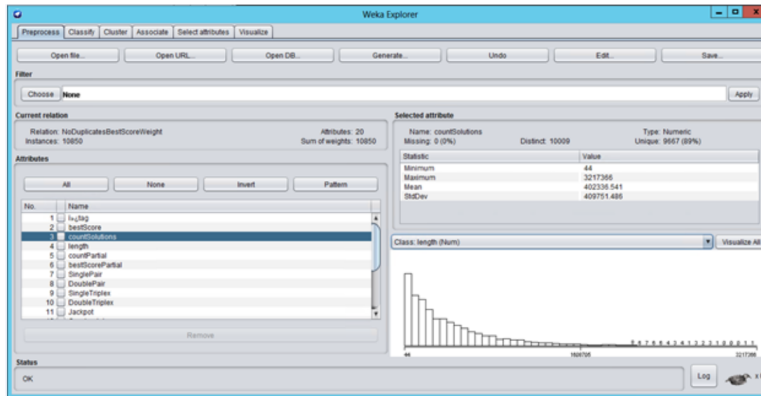 Weka Explorer
Preprocess Classify Cluster Associate Select attributes Visualize
Open file... Open URL... Open DB... Generate... Undo Edit... Save...
Filter
Choose None Apply
Current relation
Relation: NoDuplicatesBestScoreWeight Attributes: 20
Instances: 10850 Sum of weights: 10850
Attributes
All None Invert Pattern
No. Name
1
2 bestScore
3 countSolutions
4 length
5 countPartial
6 bestScorePartial
7 SinglePair
8 DoublePair
9 SingleTriplex
10 DoubleTriplex
11 Jackpot
Remove
Selected attribute
Name: countSolutions Type: Numeric
Missing: 0 (0%) Distinct: 10009 Unique: 9667 (89%)
Statistic Value
Minimum 44
Maximum 3217366
Mean 402336.541
StdDev 409751.486
Class: length (Num) Visualize All
44 1608705 3217366
Status
OK Log